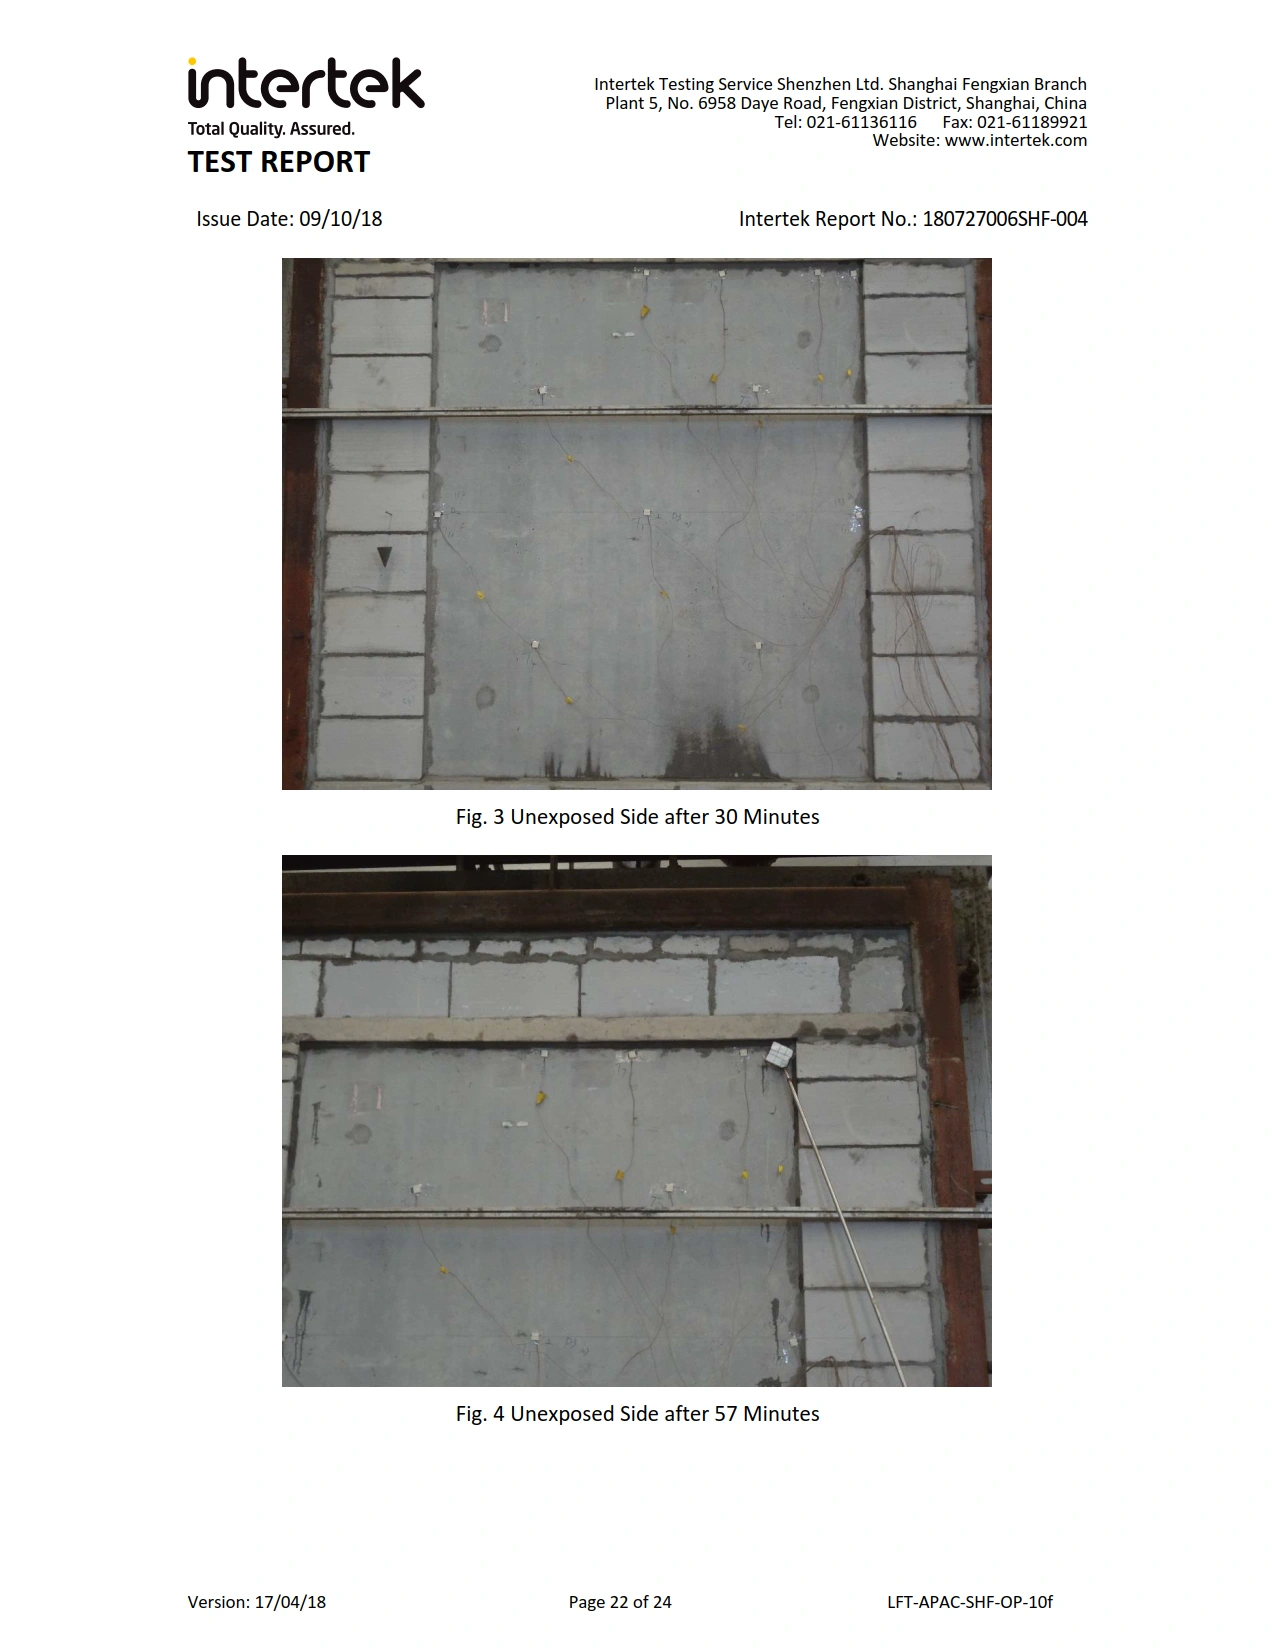 intertek
Total Quality. Assured.
TEST REPORT
Intertek Testing Service Shenzhen Ltd. Shanghai Fengxian Branch
Plant 5, No. 6958 Daye Road, Fengxian District, Shanghai, China
Tel: 021-61136116 Fax: 021-61189921
Website: www.intertek.com
Issue Date: 09/10/18
Intertek Report No.: 180727006SHF-004
Fig. 3 Unexposed Side after 30 Minutes
Fig. 4 Unexposed Side after 57 Minutes
Version: 17/04/18
Page 22 of 24
LFT-APAC-SHF-OP-10f